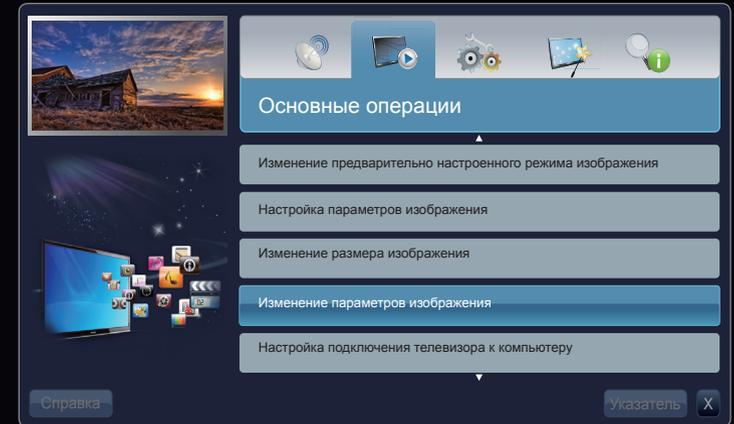 Основные операции
Изменение предварительно настроенного режима изображения
Настройка параметров изображения
Изменение размера изображения
Изменение параметров изображения
Настройка подключения телевизора к компьютеру
Справка
Указатель
X